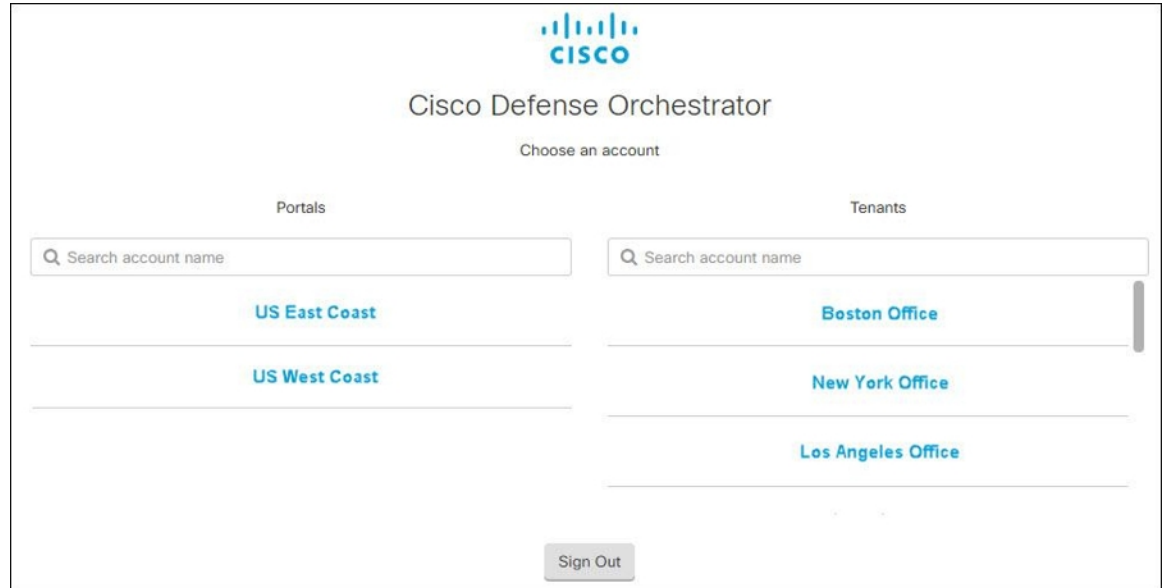 CISCO
Cisco Defense Orchestrator
Choose an account
Portals
Tenants
Search account name
Search account name
US East Coast
Boston Office
US West Coast
New York Office
Los Angeles Office
Sign Out